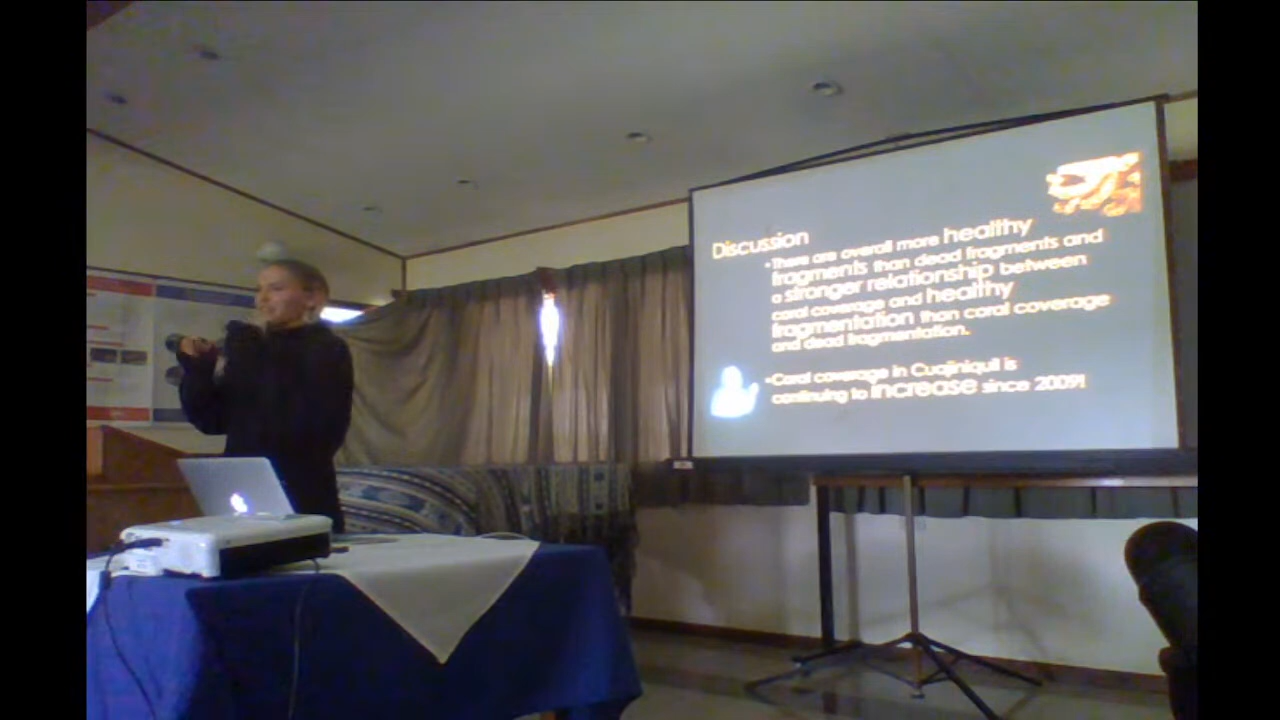 Discussion
•There are overall more healthy
fragments than dead fragments and
a stronger relationship between
coral coverage and healthy
fragmentation than coral coverage
and dead fragmentation.
•Coral coverage in Cuajiniquil is
continuing to increase since 2009!